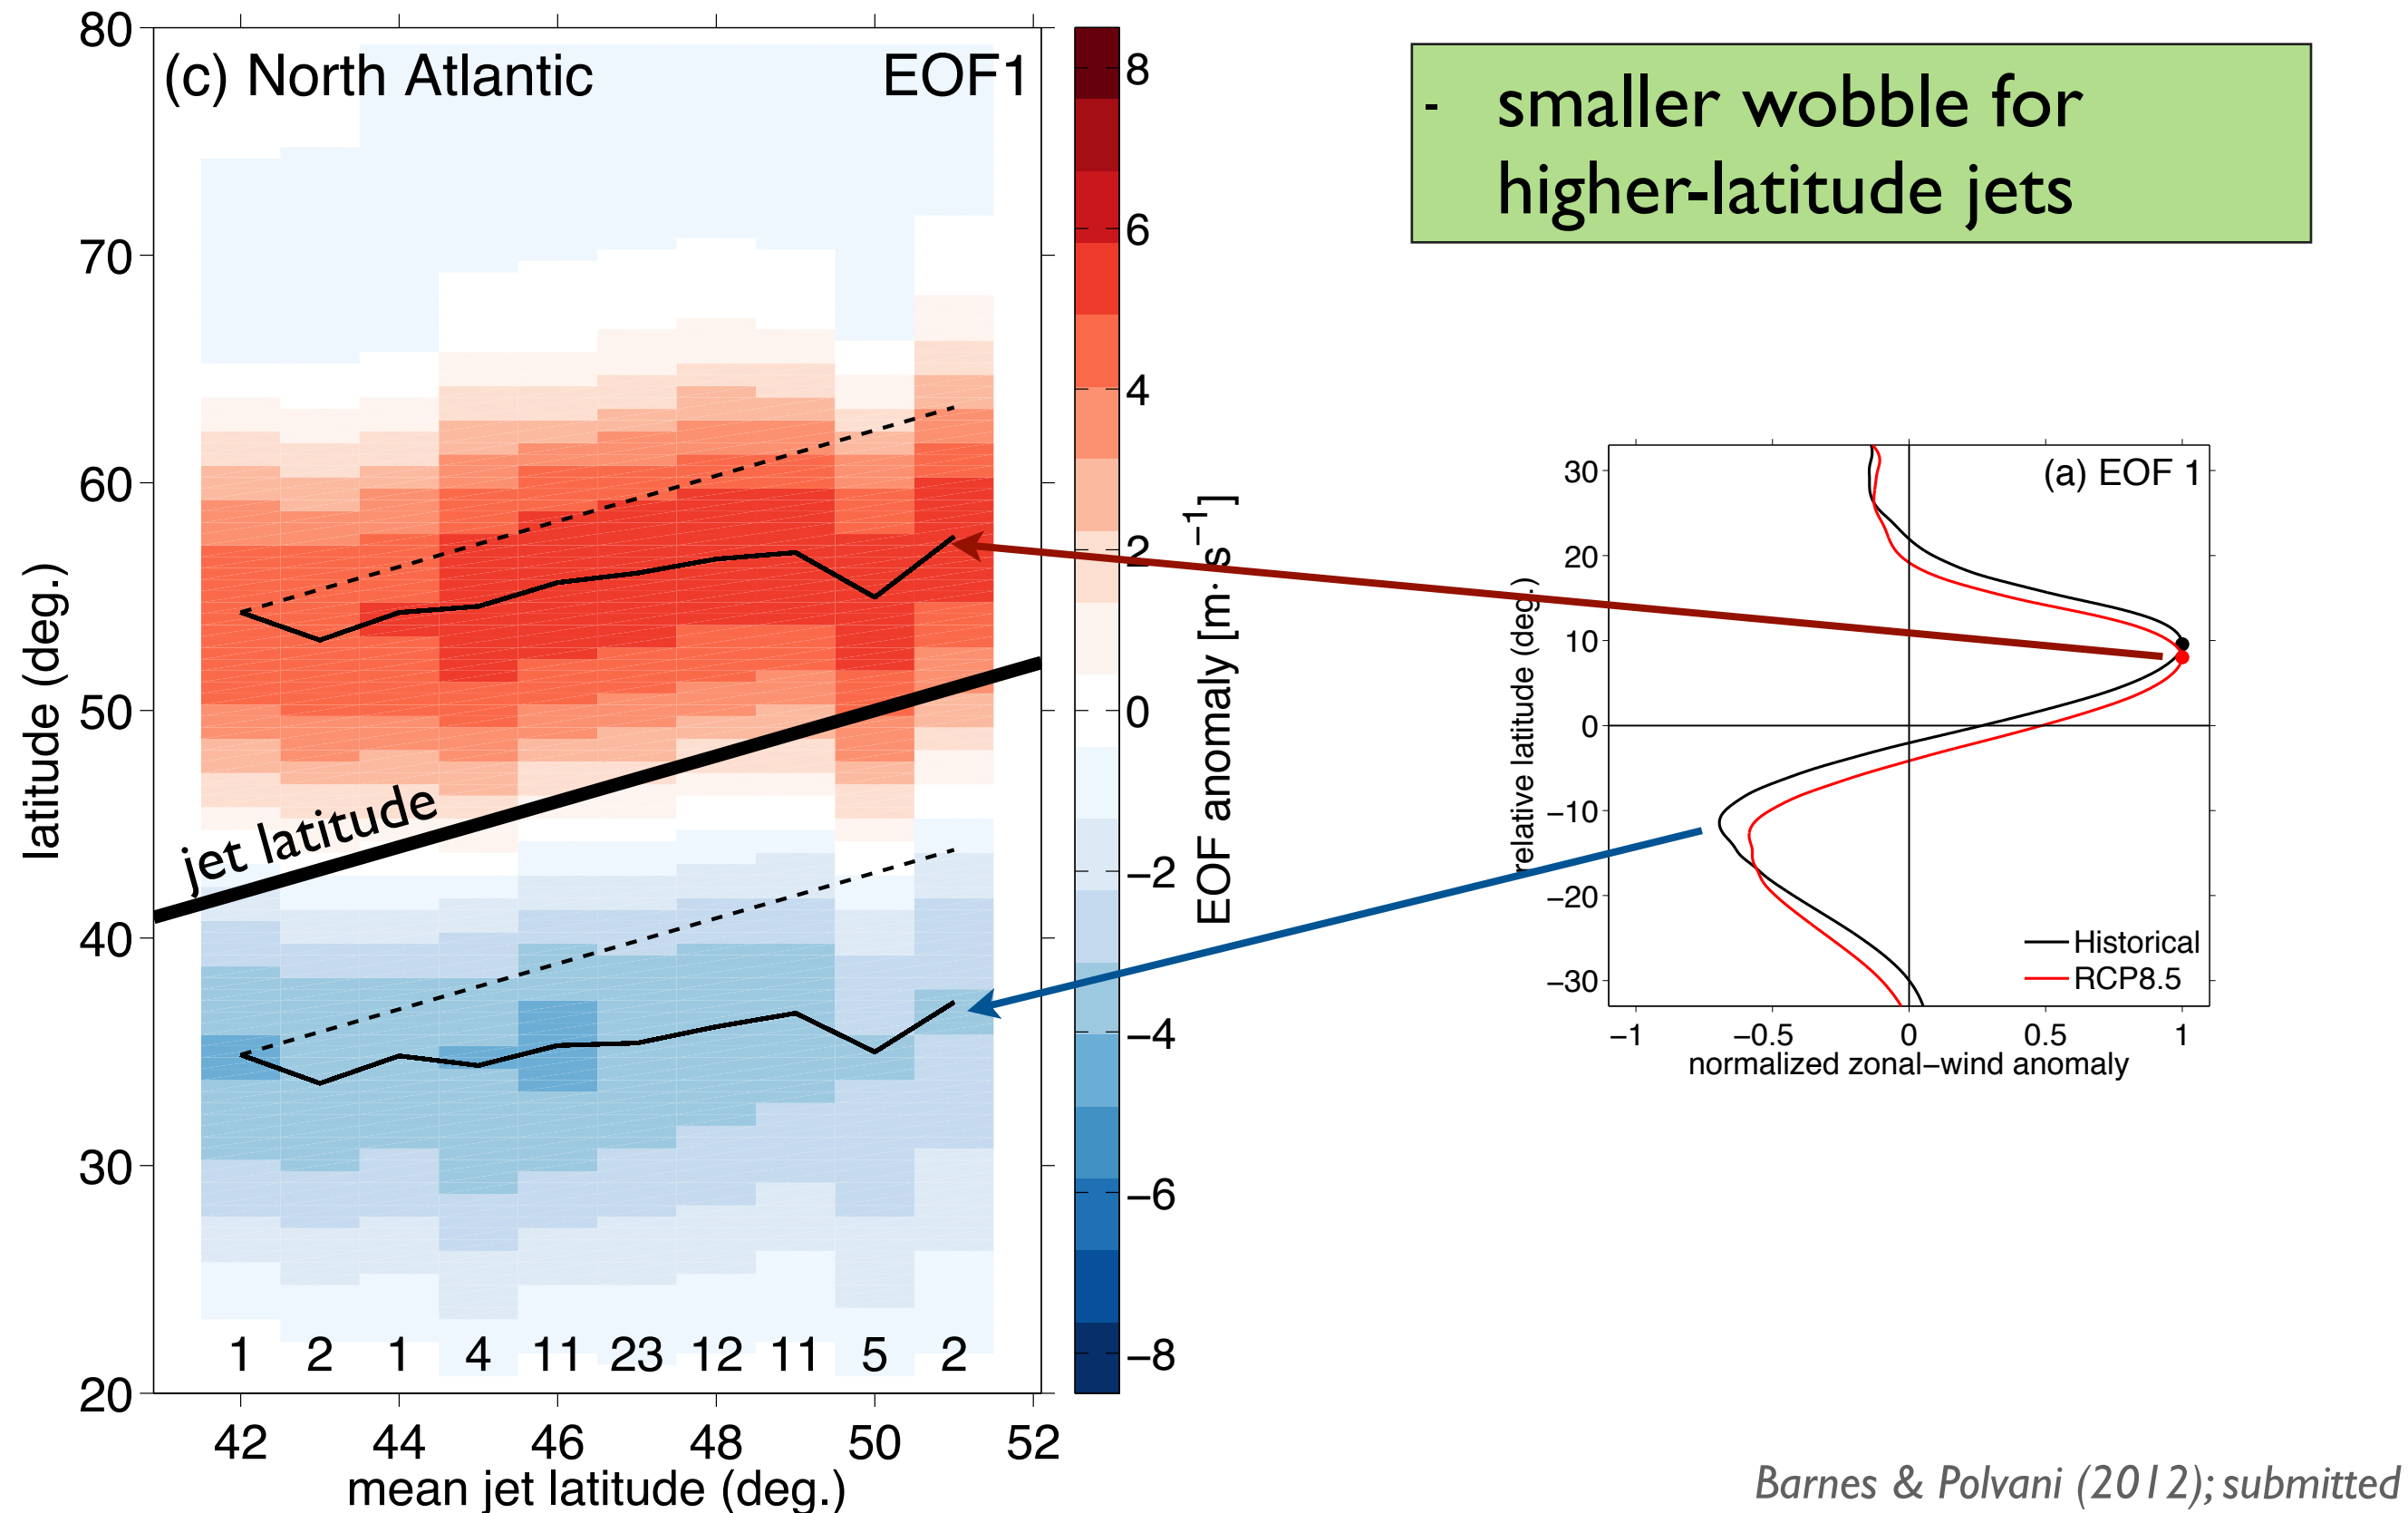 (c) North Atlantic EOF1
80
70
60
50
40
30
20
latitude (deg.)
jet latitude
1 2 1 4 11 23 12 11 5 2
42 44 46 48 50 52
mean jet latitude (deg.)
8
6
4
2
0
−2
−4
−6
−8
EOF anomaly [m· s⁻¹]
- smaller wobble for
higher-latitude jets
(a) EOF 1
30
20
10
0
−10
−20
−30
relative latitude (deg.)
Historical
RCP8.5
−1 −0.5 0 0.5 1
normalized zonal−wind anomaly
Barnes & Polvani (2012); submitted